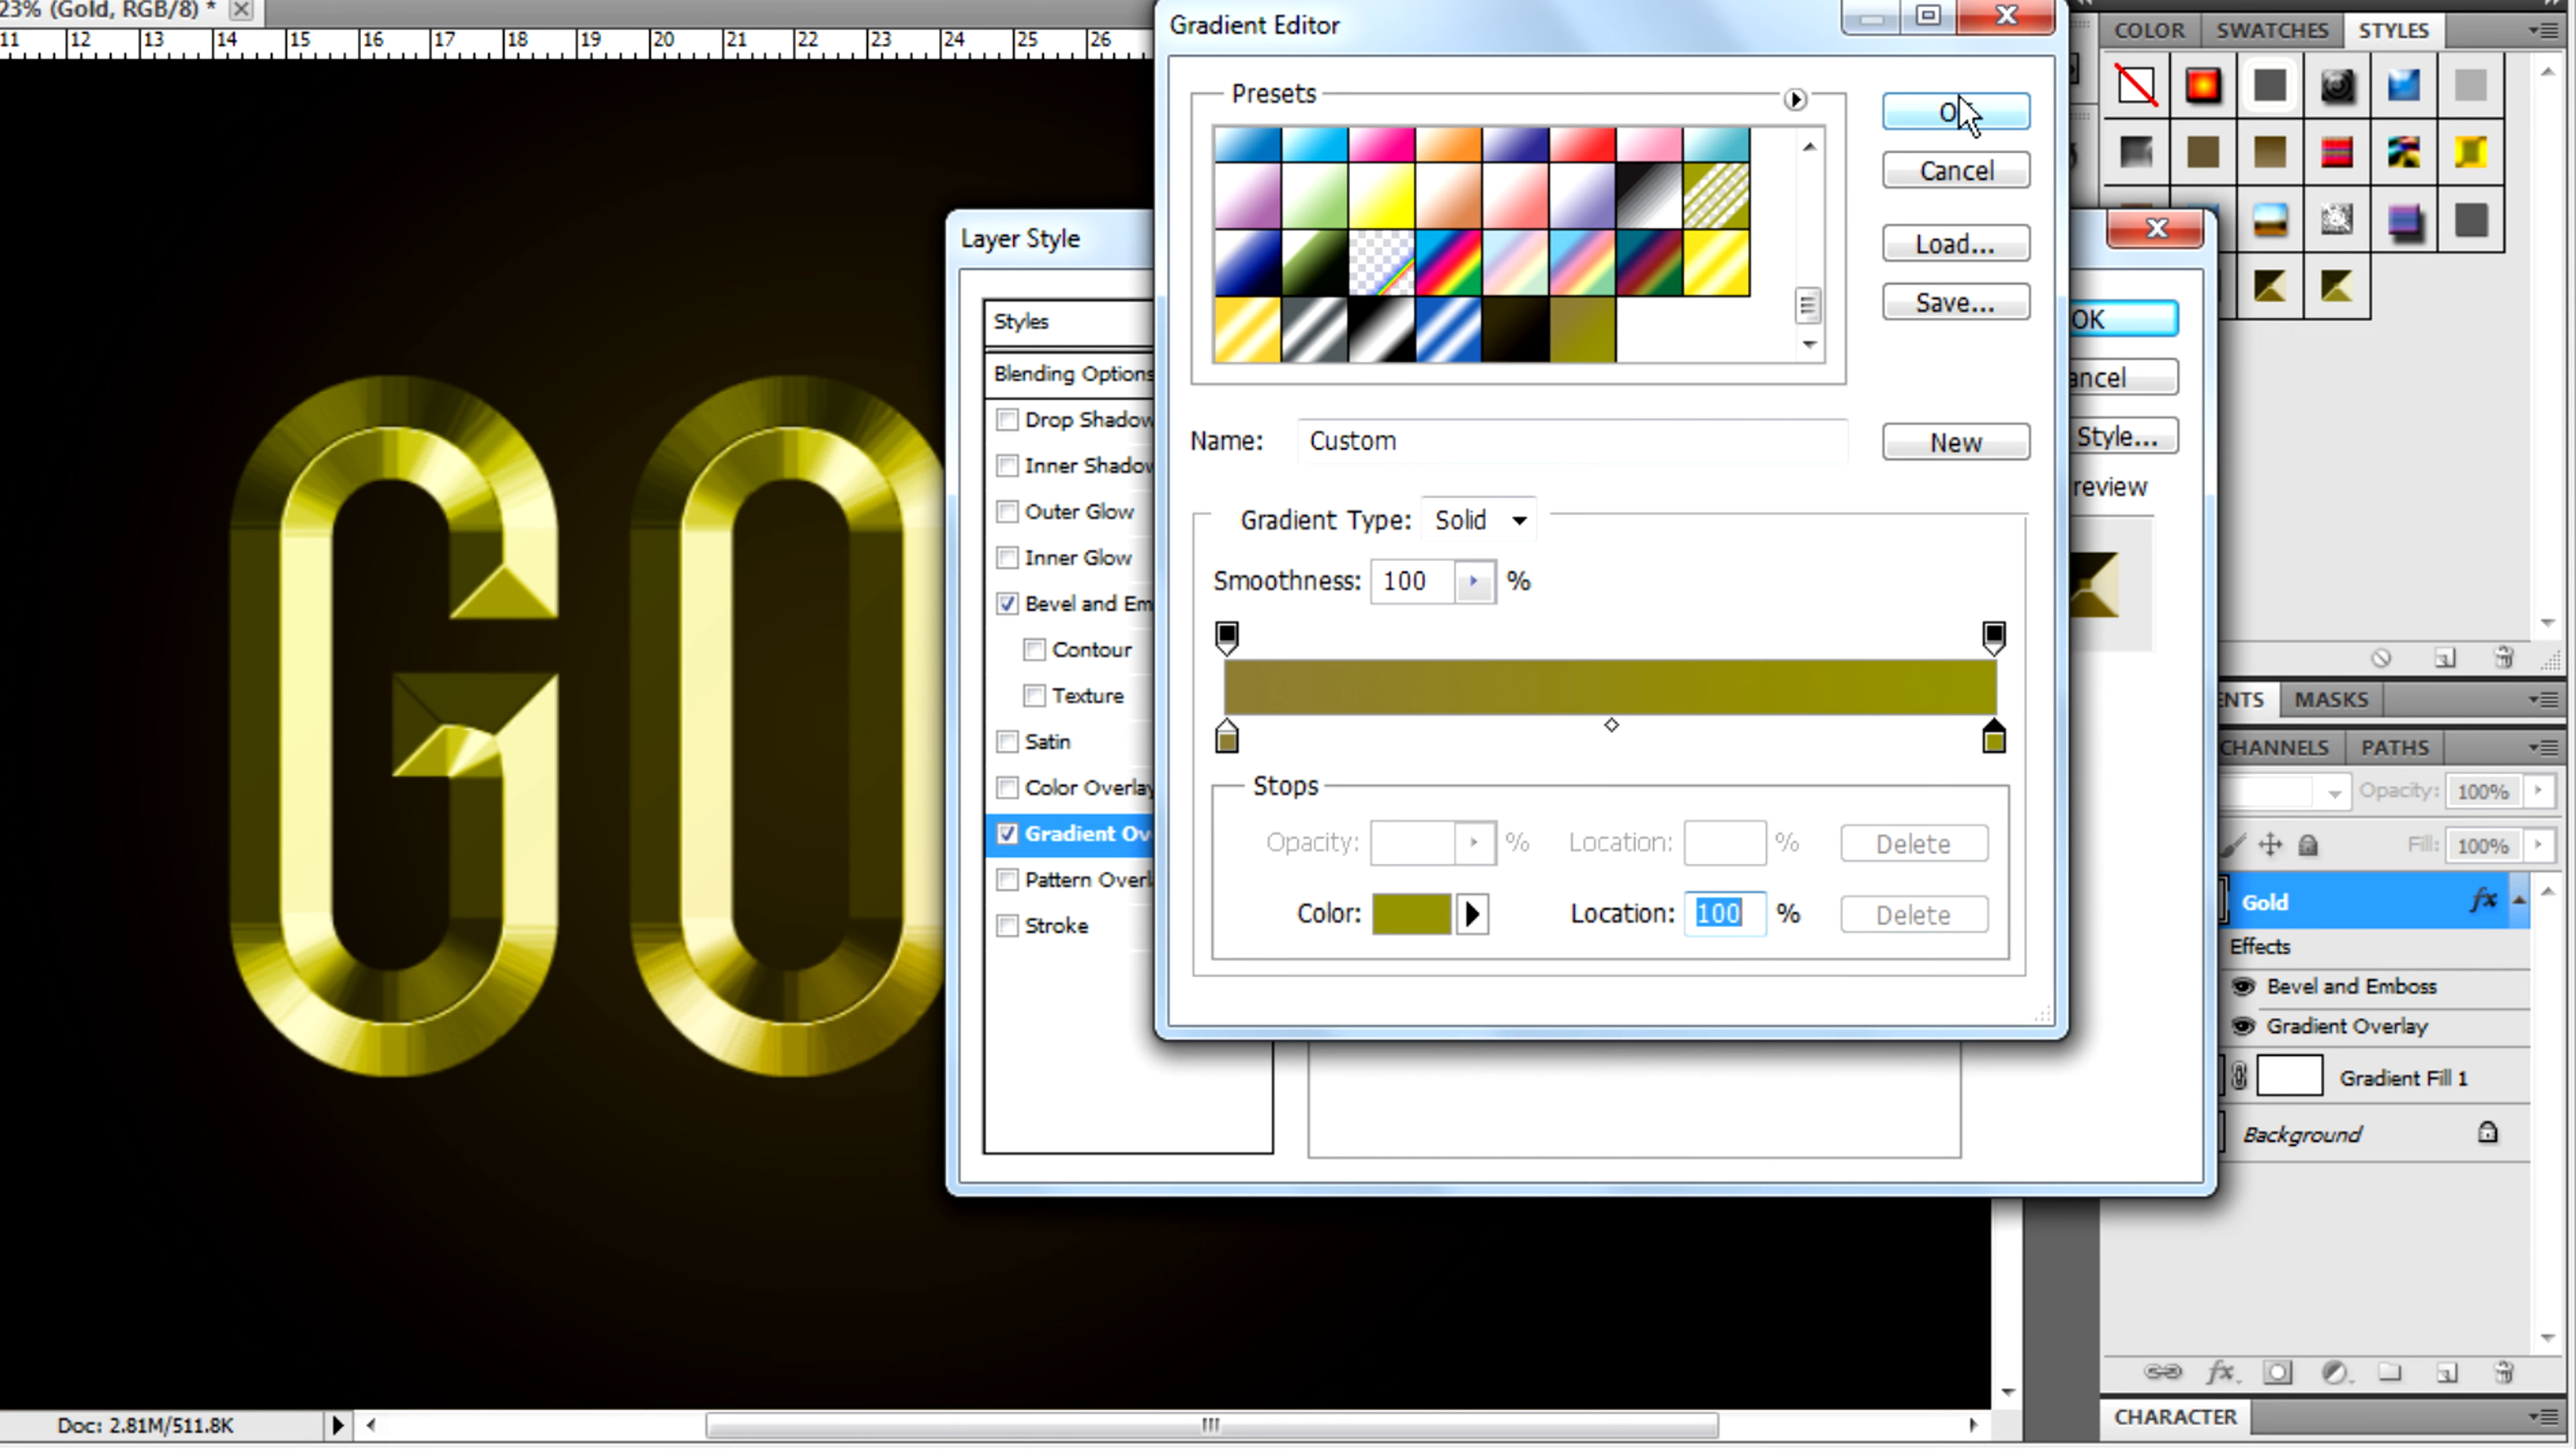 23% (Gold, RGB/8) *
11 12 13 14 15 16 17 18 19 20 21 22 23 24 25 26
GO
Layer Style
Styles
Blending Options
Drop Shadow
Inner Shadow
Outer Glow
Inner Glow
Bevel and Em
Contour
Texture
Satin
Color Overlay
Gradient Ov
Pattern Overl
Stroke
Gradient Editor
Presets
O
Cancel
Load...
Save...
Name: Custom
New
Gradient Type: Solid
Smoothness: 100 %
Stops
Opacity: % Location: % Delete
Color: Location: 100 % Delete
OK
ancel
Style...
review
COLOR SWATCHES STYLES
ENTS MASKS
CHANNELS PATHS
Opacity: 100%
Fill: 100%
Gold fx
Effects
Bevel and Emboss
Gradient Overlay
Gradient Fill 1
Background
fx.
CHARACTER
Doc: 2.81M/511.8K